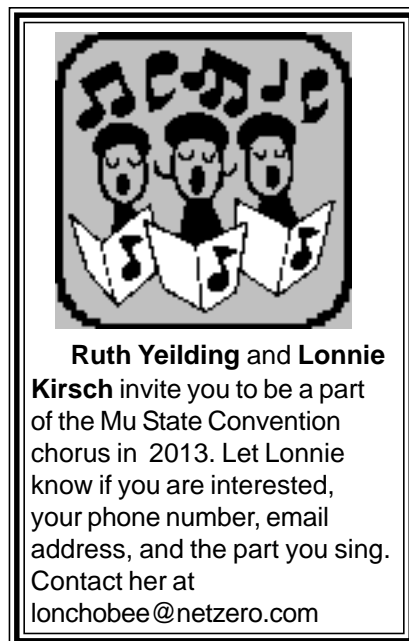 Ruth Yeilding and Lonnie
Kirsch invite you to be a part
of the Mu State Convention
chorus in 2013. Let Lonnie
know if you are interested,
your phone number, email
address, and the part you sing.
Contact her at
lonchobee@netzero.com